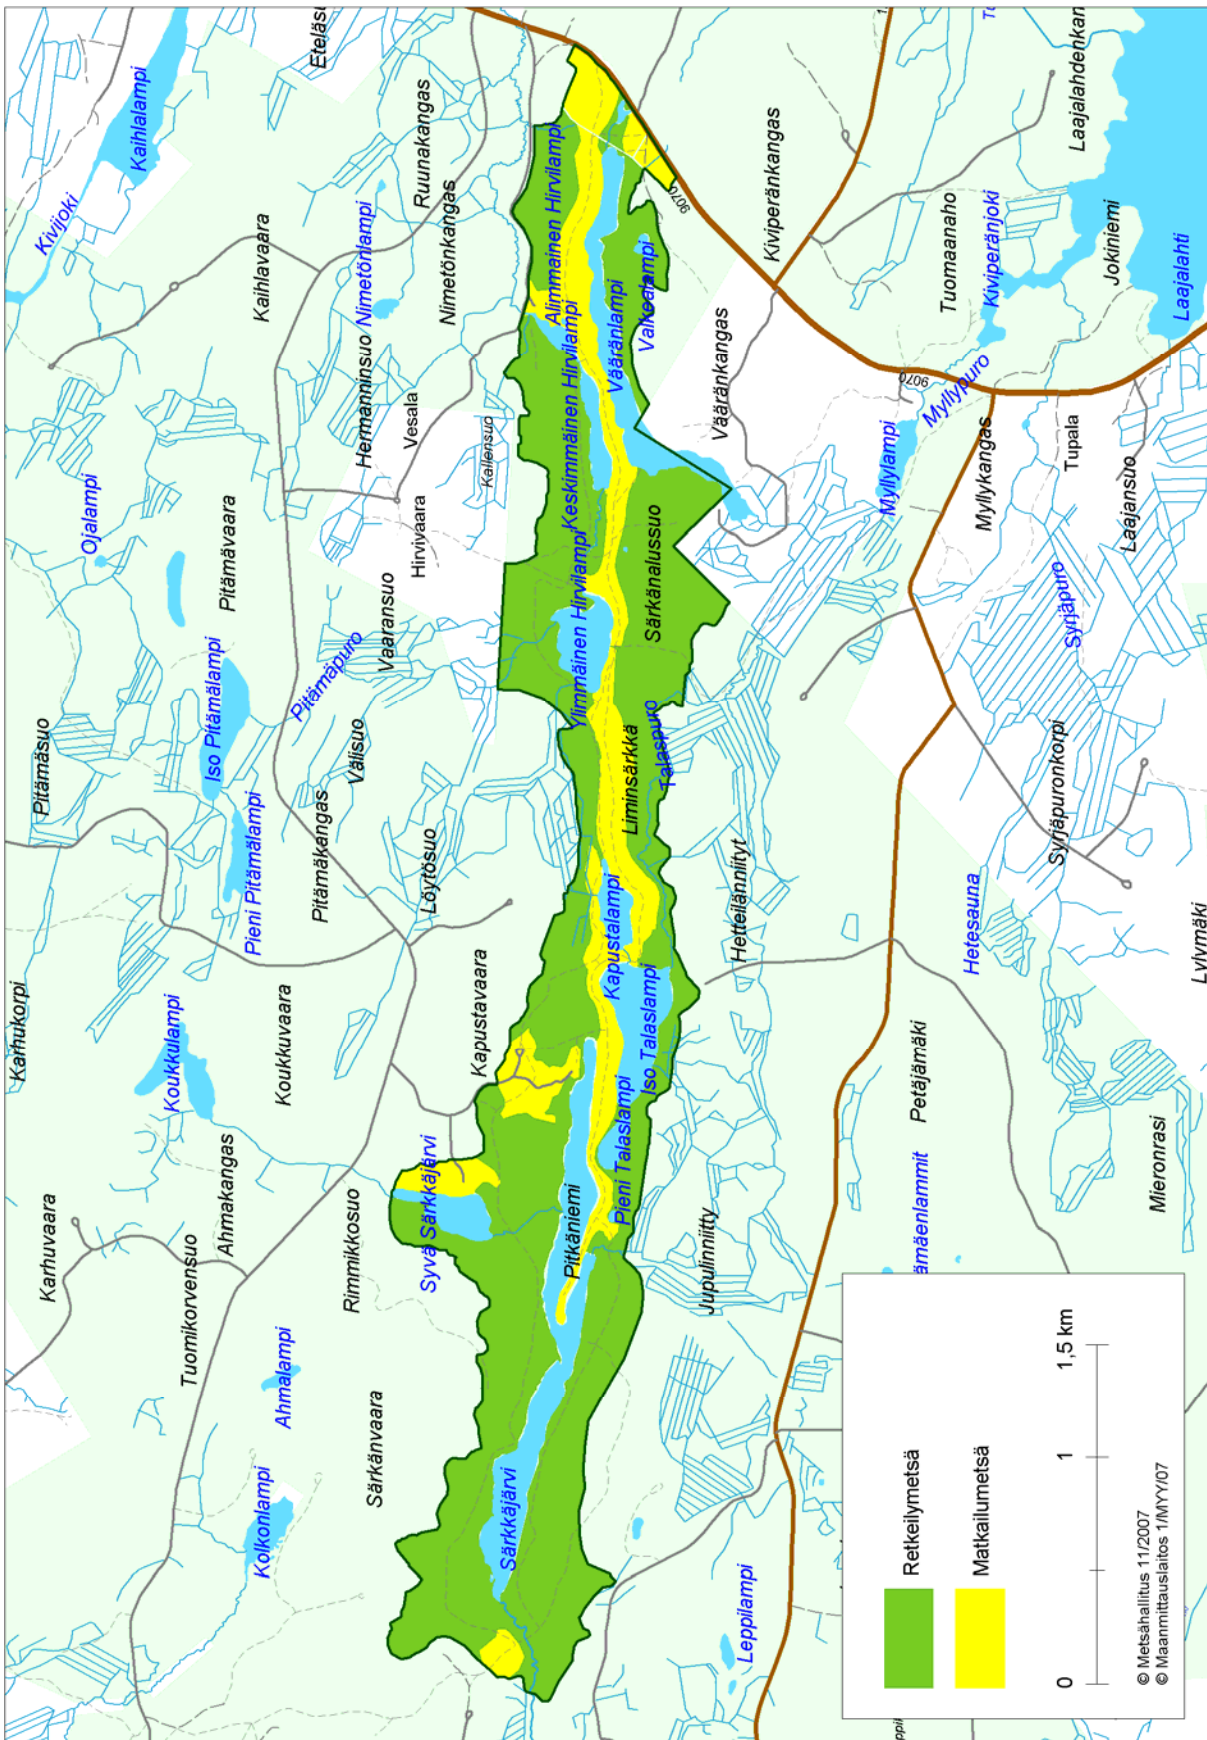 Karhuvaara
Karhukorpi
Pitämäsuo
Ojalampi
Kivijoki
Kaihlalampi
Tuomikorvensuo
Ahmakangas
Koukkulampi
Iso Pitämälampi
Pitämävaara
Pieni Pitämälampi
Kolkonlampi
Ahmalampi
Koukkuvaara
Pitämäkangas
Pitämäpuro
Kaihlavaara
Särkänvaara
Rimmikkosuo
Välisuo
Vaaransuo
Hermanninsuo
Nimetönlampi
Syvä Särkkäjärvi
Löytösuo
Hirvivaara
Vesala
Ruunakangas
Nimetönkangas
Kapustavaara
Kallensuo
Särkkäjärvi
Pitkäniemi
Ylimmäinen Hirvilampi
Keskimmäinen Hirvilampi
Alimmainen Hirvilampi
Pieni Talaslampi
Iso Talaslampi
Kapustalampi
Liminsärkkä
Talaspuro
Särkänalussuo
Vääränlampi
Valkealampi
9070
Jupulinniitty
Hetteilänniityt
Vääränkangas
Kiviperänkangas
Leppilampi
Petäjämäki
ämäenlammit
Hetesauna
Myllylampi
Myllypuro
9070
Tuomaanaho
Kiviperänjoki
Myllykangas
Syrjäpuronkorpi
Syrjäpuro
Tupala
Laajansuo
Jokiniemi
Laajalahti
Laajalahdenkan
Mieronrasi
Retkeilymetsä
Matkailumetsä
0
1
1,5 km
© Metsähallitus 11/2007
© Maanmittauslaitos 1/MYY/07